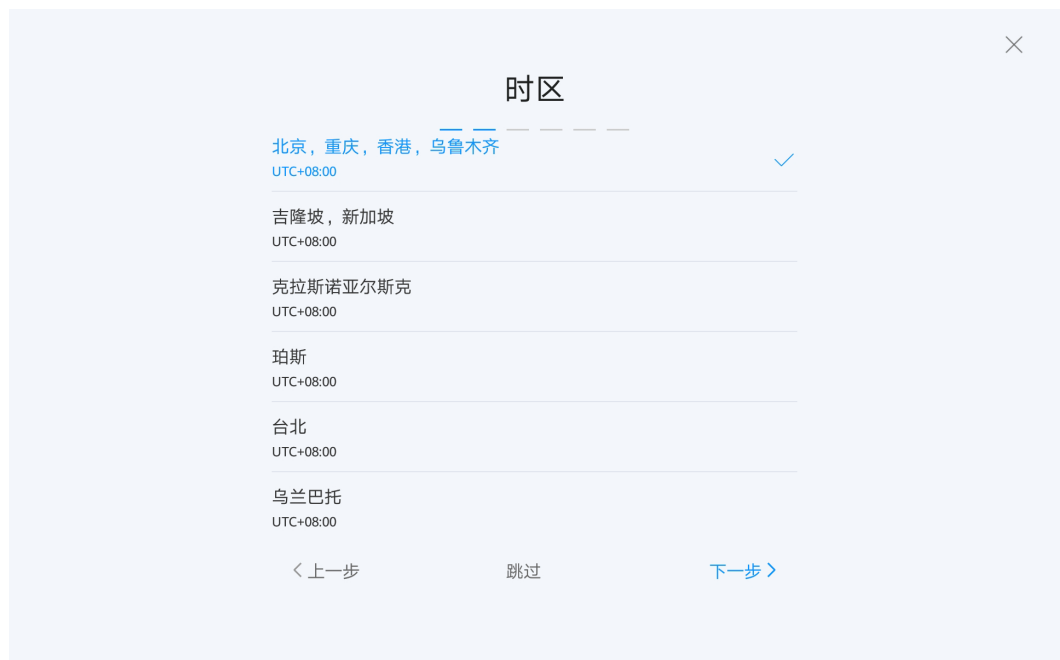 时区
北京，重庆，香港，乌鲁木齐
UTC+08:00
吉隆坡，新加坡
UTC+08:00
克拉斯诺亚尔斯克
UTC+08:00
珀斯
UTC+08:00
台北
UTC+08:00
乌兰巴托
UTC+08:00
上一步 跳过 下一步